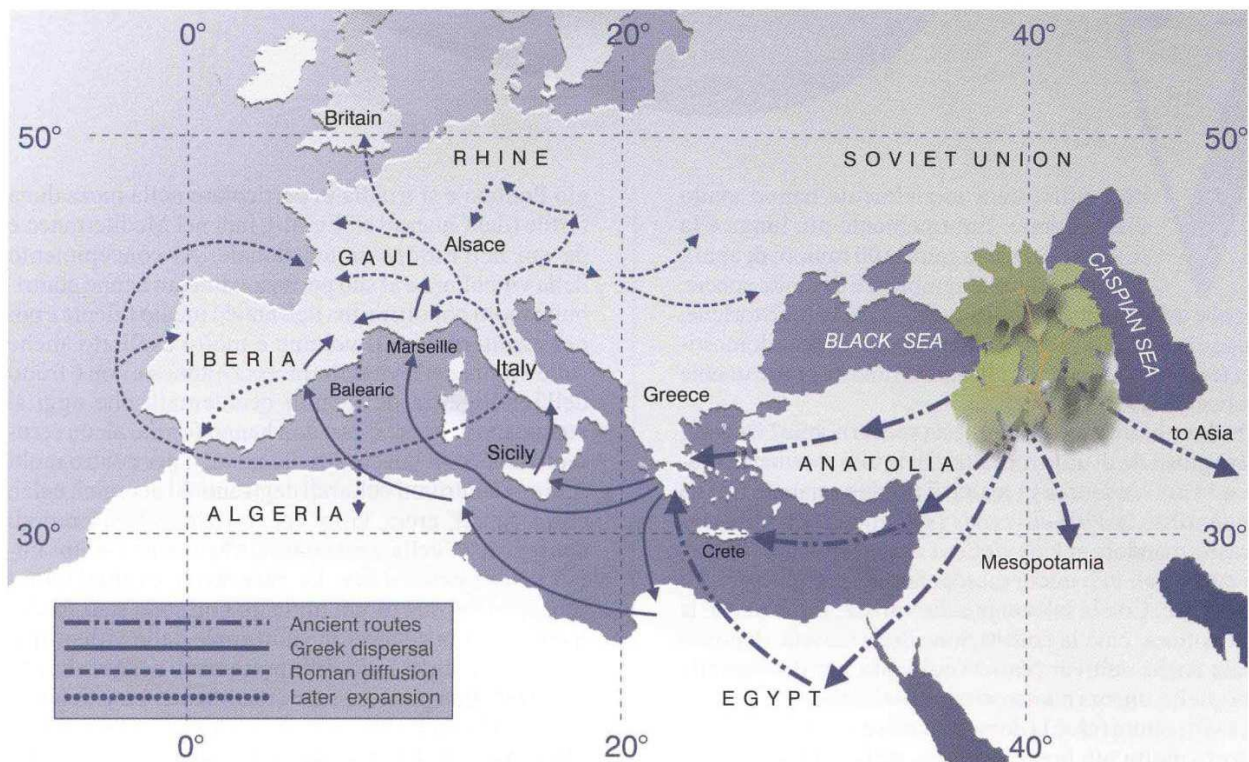 0°
20°
40°
50°
50°
Britain
RHINE
SOVIET UNION
Alsace
GAUL
CASPIAN SEA
BLACK SEA
Marseille
IBERIA
Italy
Balearic
Greece
to Asia
Sicily
ANATOLIA
ALGERIA
30°
30°
Crete
Mesopotamia
Ancient routes
Greek dispersal
Roman diffusion
Later expansion
EGYPT
0°
20°
40°